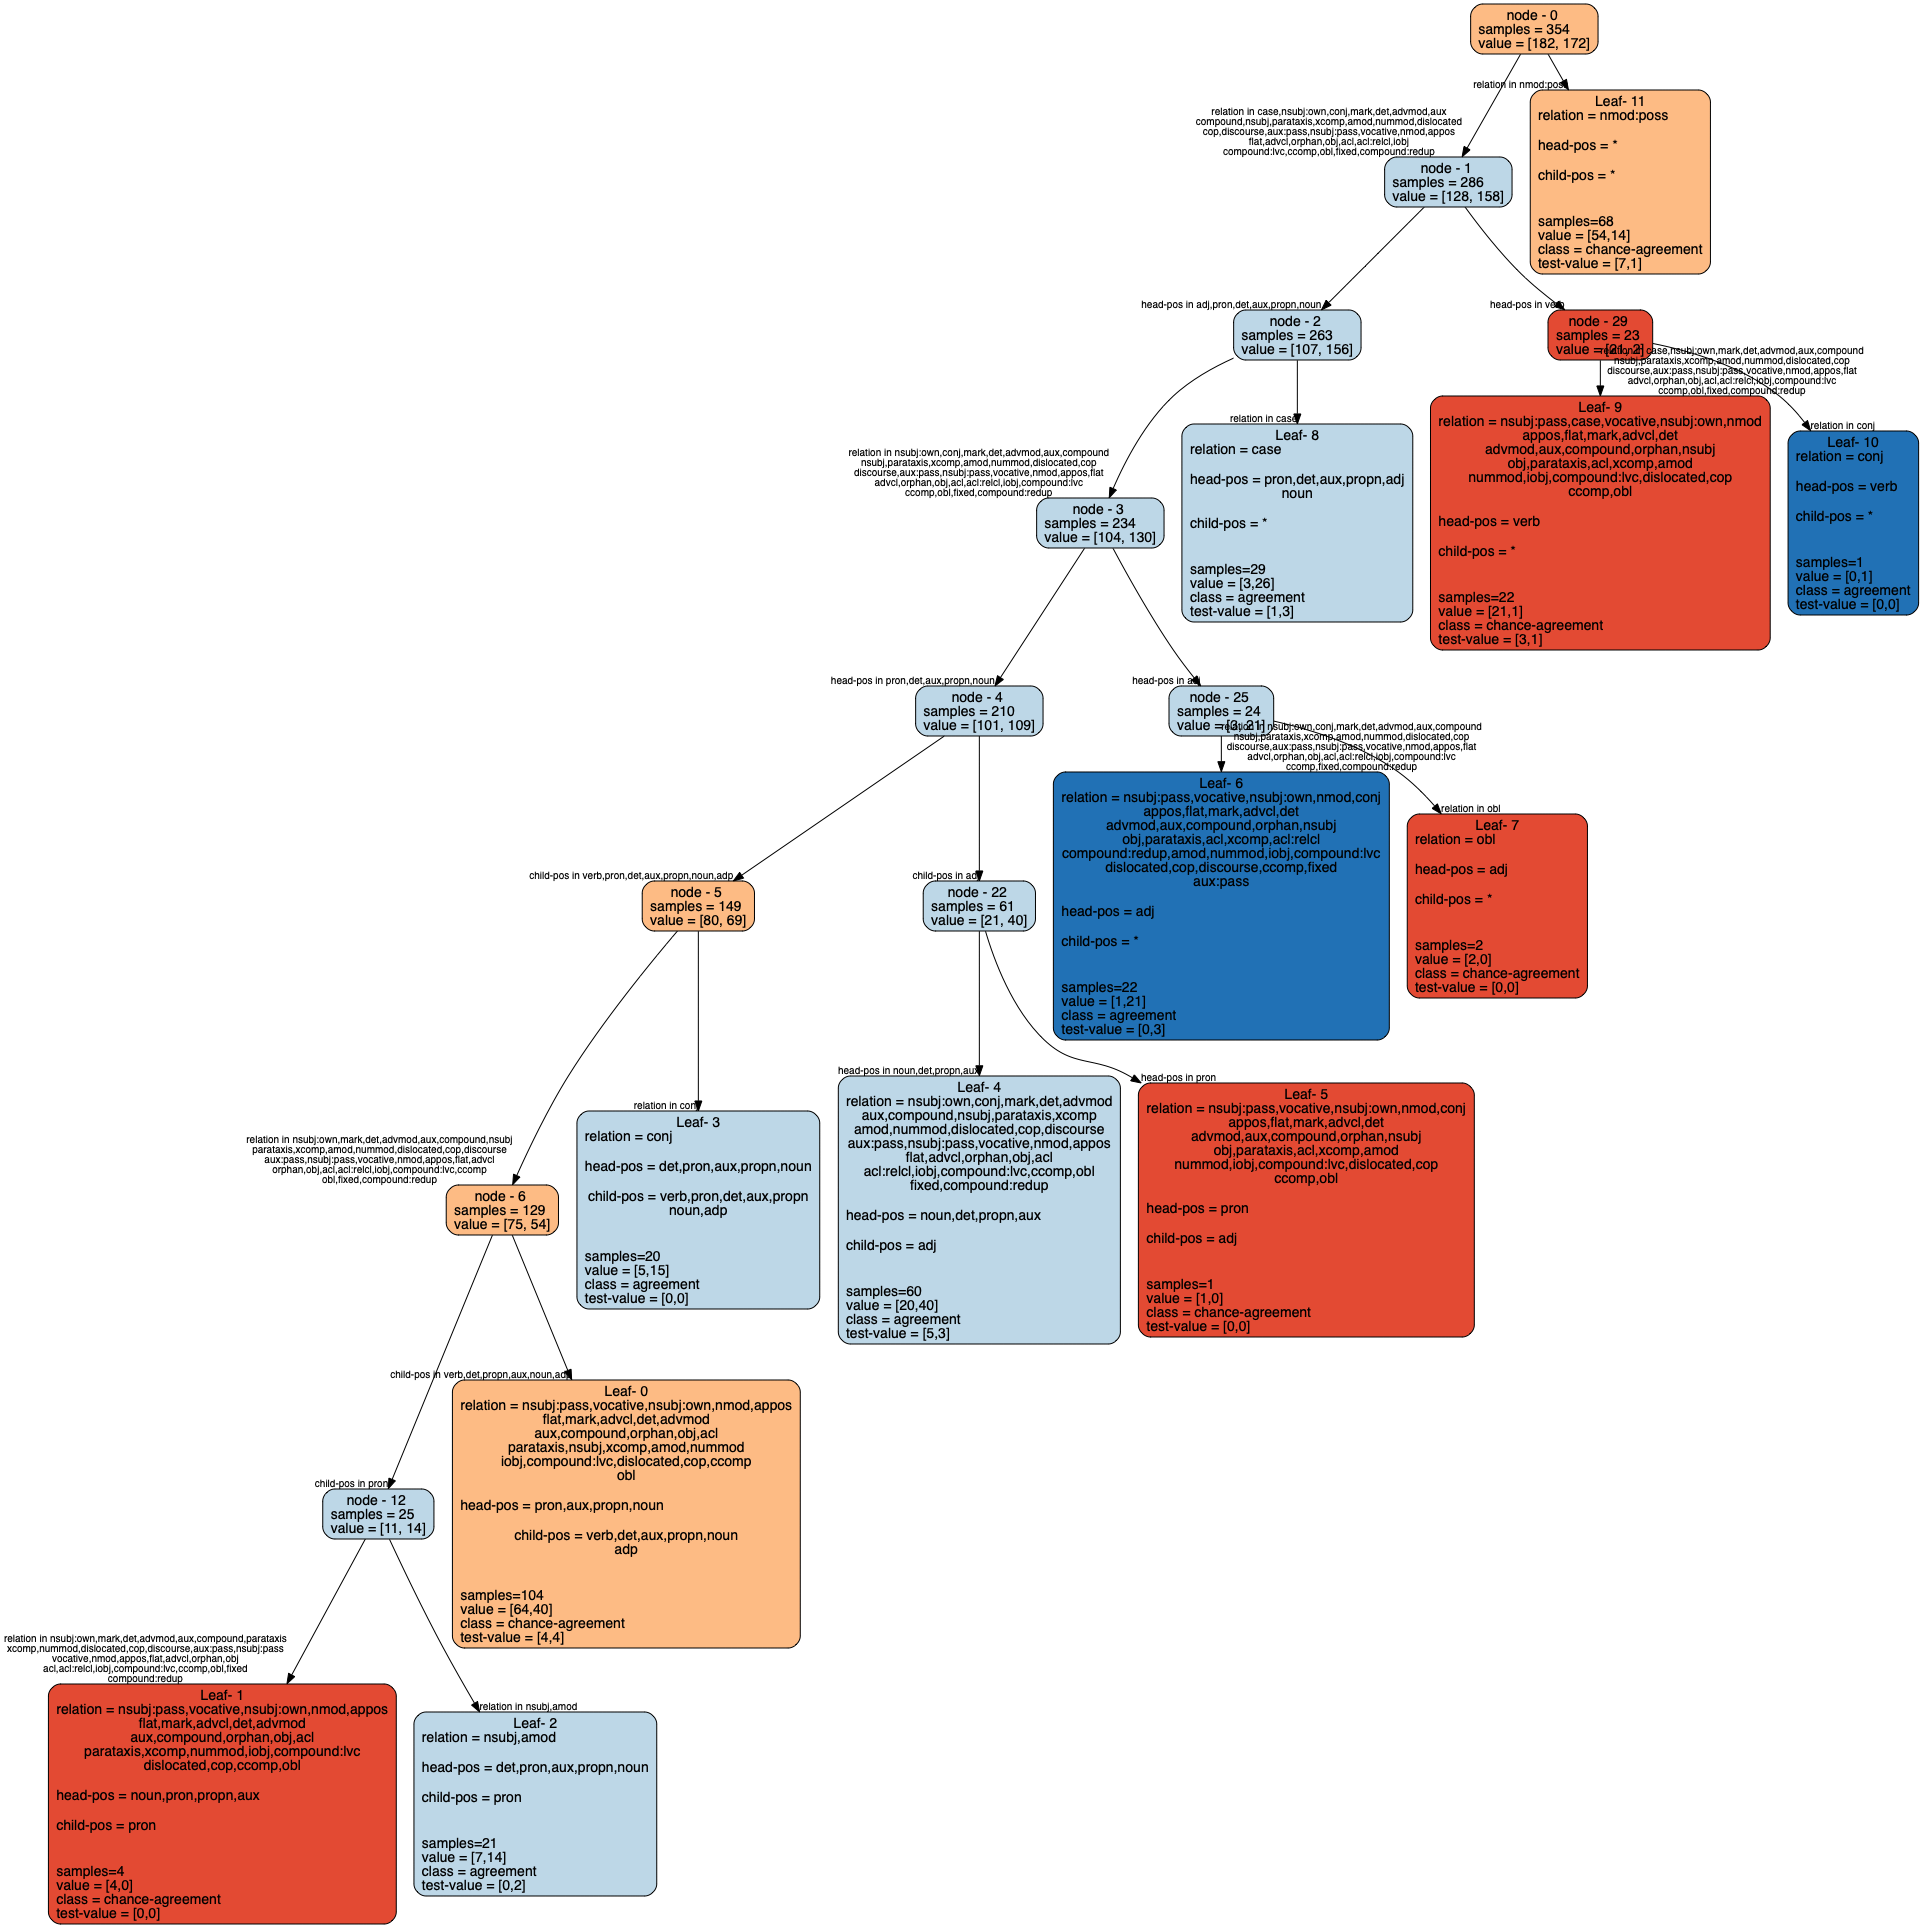 node - 0
samples = 354
value = [182, 172]
relation in nmod:poss
Leaf- 11
relation = nmod:poss
head-pos = *
child-pos = *
samples=68
value = [54,14]
class = chance-agreement
test-value = [7,1]
relation in case,nsubj:own,conj,mark,det,advmod,aux
compound,nsubj,parataxis,xcomp,amod,nummod,dislocated
cop,discourse,aux:pass,nsubj:pass,vocative,nmod,appos
flat,advcl,orphan,obj,acl,acl:relcl,iobj
compound:lvc,ccomp,obl,fixed,compound:redup
node - 1
samples = 286
value = [128, 158]
head-pos in adj,pron,det,aux,propn,noun
node - 2
samples = 263
value = [107, 156]
head-pos in verb
node - 29
samples = 23
value = [21, 2]
relation in case,nsubj:own,mark,det,advmod,aux,compound
nsubj,parataxis,xcomp,amod,nummod,dislocated,cop
discourse,aux:pass,nsubj:pass,vocative,nmod,appos,flat
advcl,orphan,obj,acl,acl:relcl,iobj,compound:lvc
ccomp,obl,fixed,compound:redup
relation in case
Leaf- 8
relation = case
head-pos = pron,det,aux,propn,adj
noun
child-pos = *
samples=29
value = [3,26]
class = agreement
test-value = [1,3]
Leaf- 9
relation = nsubj:pass,case,vocative,nsubj:own,nmod
appos,flat,mark,advcl,det
advmod,aux,compound,orphan,nsubj
obj,parataxis,acl,xcomp,amod
nummod,iobj,compound:lvc,dislocated,cop
ccomp,obl
head-pos = verb
child-pos = *
samples=22
value = [21,1]
class = chance-agreement
test-value = [3,1]
relation in conj
Leaf- 10
relation = conj
head-pos = verb
child-pos = *
samples=1
value = [0,1]
class = agreement
test-value = [0,0]
relation in nsubj:own,conj,mark,det,advmod,aux,compound
nsubj,parataxis,xcomp,amod,nummod,dislocated,cop
discourse,aux:pass,nsubj:pass,vocative,nmod,appos,flat
advcl,orphan,obj,acl,acl:relcl,iobj,compound:lvc
ccomp,obl,fixed,compound:redup
node - 3
samples = 234
value = [104, 130]
head-pos in pron,det,aux,propn,noun
node - 4
samples = 210
value = [101, 109]
head-pos in adj
node - 25
samples = 24
value = [3, 21]
relation in nsubj:own,conj,mark,det,advmod,aux,compound
nsubj,parataxis,xcomp,amod,nummod,dislocated,cop
discourse,aux:pass,nsubj:pass,vocative,nmod,appos,flat
advcl,orphan,obj,acl,acl:relcl,iobj,compound:lvc
ccomp,fixed,compound:redup
Leaf- 6
relation = nsubj:pass,vocative,nsubj:own,nmod,conj
appos,flat,mark,advcl,det
advmod,aux,compound,orphan,nsubj
obj,parataxis,acl,xcomp,acl:relcl
compound:redup,amod,nummod,iobj,compound:lvc
dislocated,cop,discourse,ccomp,fixed
aux:pass
head-pos = adj
child-pos = *
samples=22
value = [1,21]
class = agreement
test-value = [0,3]
relation in obl
Leaf- 7
relation = obl
head-pos = adj
child-pos = *
samples=2
value = [2,0]
class = chance-agreement
test-value = [0,0]
child-pos in verb,pron,det,aux,propn,noun,adp
node - 5
samples = 149
value = [80, 69]
child-pos in adj
node - 22
samples = 61
value = [21, 40]
relation in conj
Leaf- 3
relation = conj
head-pos = det,pron,aux,propn,noun
child-pos = verb,pron,det,aux,propn
noun,adp
samples=20
value = [5,15]
class = agreement
test-value = [0,0]
head-pos in noun,det,propn,aux
Leaf- 4
relation = nsubj:own,conj,mark,det,advmod
aux,compound,nsubj,parataxis,xcomp
amod,nummod,dislocated,cop,discourse
aux:pass,nsubj:pass,vocative,nmod,appos
flat,advcl,orphan,obj,acl
acl:relcl,iobj,compound:lvc,ccomp,obl
fixed,compound:redup
head-pos = noun,det,propn,aux
child-pos = adj
samples=60
value = [20,40]
class = agreement
test-value = [5,3]
head-pos in pron
Leaf- 5
relation = nsubj:pass,vocative,nsubj:own,nmod,conj
appos,flat,mark,advcl,det
advmod,aux,compound,orphan,nsubj
obj,parataxis,acl,xcomp,amod
nummod,iobj,compound:lvc,dislocated,cop
ccomp,obl
head-pos = pron
child-pos = adj
samples=1
value = [1,0]
class = chance-agreement
test-value = [0,0]
relation in nsubj:own,mark,det,advmod,aux,compound,nsubj
parataxis,xcomp,amod,nummod,dislocated,cop,discourse
aux:pass,nsubj:pass,vocative,nmod,appos,flat,advcl
orphan,obj,acl,acl:relcl,iobj,compound:lvc,ccomp
obl,fixed,compound:redup
node - 6
samples = 129
value = [75, 54]
child-pos in verb,det,propn,aux,noun,adp
Leaf- 0
relation = nsubj:pass,vocative,nsubj:own,nmod,appos
flat,mark,advcl,det,advmod
aux,compound,orphan,obj,acl
parataxis,nsubj,xcomp,amod,nummod
iobj,compound:lvc,dislocated,cop,ccomp
obl
head-pos = pron,aux,propn,noun
child-pos = verb,det,aux,propn,noun
adp
samples=104
value = [64,40]
class = chance-agreement
test-value = [4,4]
child-pos in pron
node - 12
samples = 25
value = [11, 14]
relation in nsubj:own,mark,det,advmod,aux,compound,parataxis
xcomp,nummod,dislocated,cop,discourse,aux:pass,nsubj:pass
vocative,nmod,appos,flat,advcl,orphan,obj
acl,acl:relcl,iobj,compound:lvc,ccomp,obl,fixed
compound:redup
Leaf- 1
relation = nsubj:pass,vocative,nsubj:own,nmod,appos
flat,mark,advcl,det,advmod
aux,compound,orphan,obj,acl
parataxis,xcomp,nummod,iobj,compound:lvc
dislocated,cop,ccomp,obl
head-pos = noun,pron,propn,aux
child-pos = pron
samples=4
value = [4,0]
class = chance-agreement
test-value = [0,0]
relation in nsubj,amod
Leaf- 2
relation = nsubj,amod
head-pos = det,pron,aux,propn,noun
child-pos = pron
samples=21
value = [7,14]
class = agreement
test-value = [0,2]